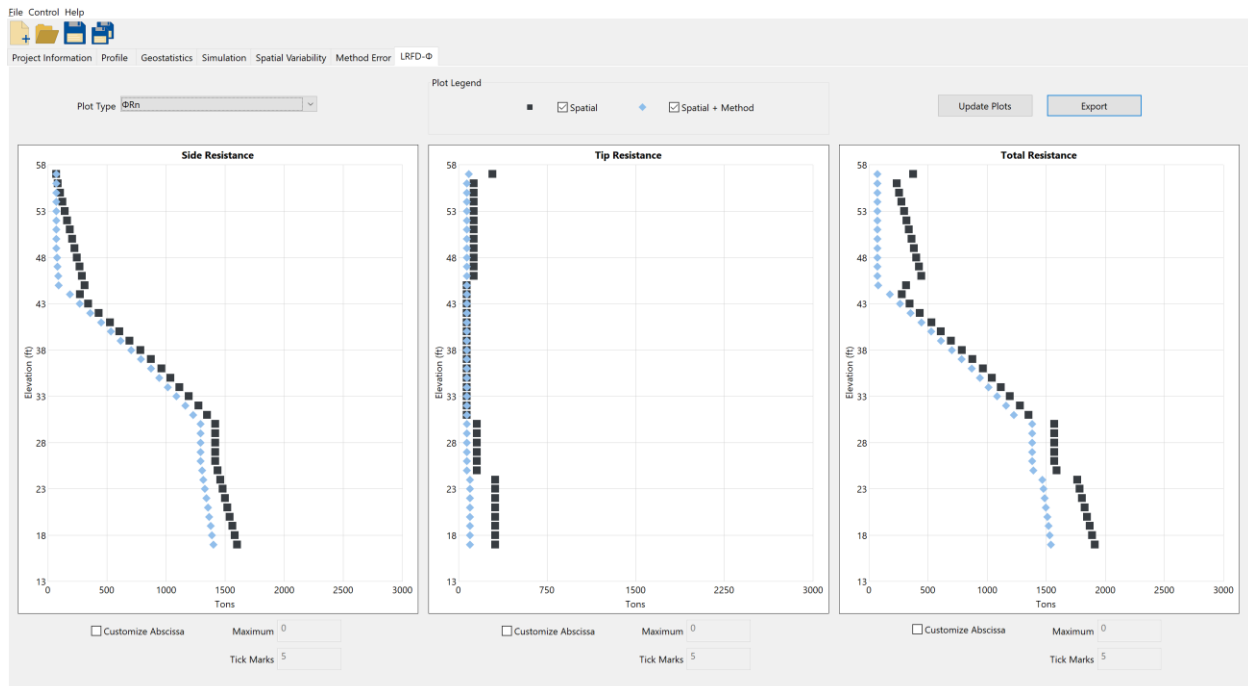 File Control Help
Project Information Profile Geostatistics Simulation Spatial Variability Method Error LRFD-Φ
Plot Legend
Plot Type ΦRn Spatial Spatial + Method Update Plots Export
Side Resistance
58
53
48
43
38
33
28
23
18
13
Elevation (ft)
0 500 1000 1500 2000 2500 3000
Tons
Customize Abscissa Maximum 0
Tick Marks 5
Tip Resistance
58
53
48
43
38
33
28
23
18
13
Elevation (ft)
0 750 1500 2250 3000
Tons
Customize Abscissa Maximum 0
Tick Marks 5
Total Resistance
58
53
48
43
38
33
28
23
18
13
Elevation (ft)
0 500 1000 1500 2000 2500 3000
Tons
Customize Abscissa Maximum 0
Tick Marks 5